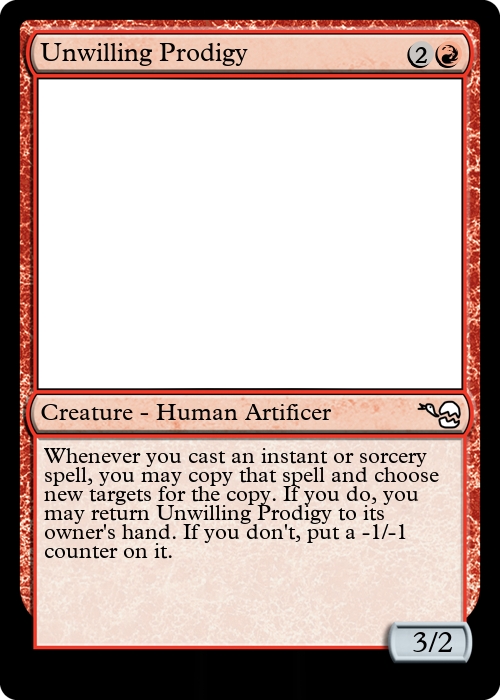 Unwilling Prodigy 2
Creature - Human Artificer
Whenever you cast an instant or sorcery
spell, you may copy that spell and choose
new targets for the copy. If you do, you
may return Unwilling Prodigy to its
owner's hand. If you don't, put a -1/-1
counter on it.
3/2